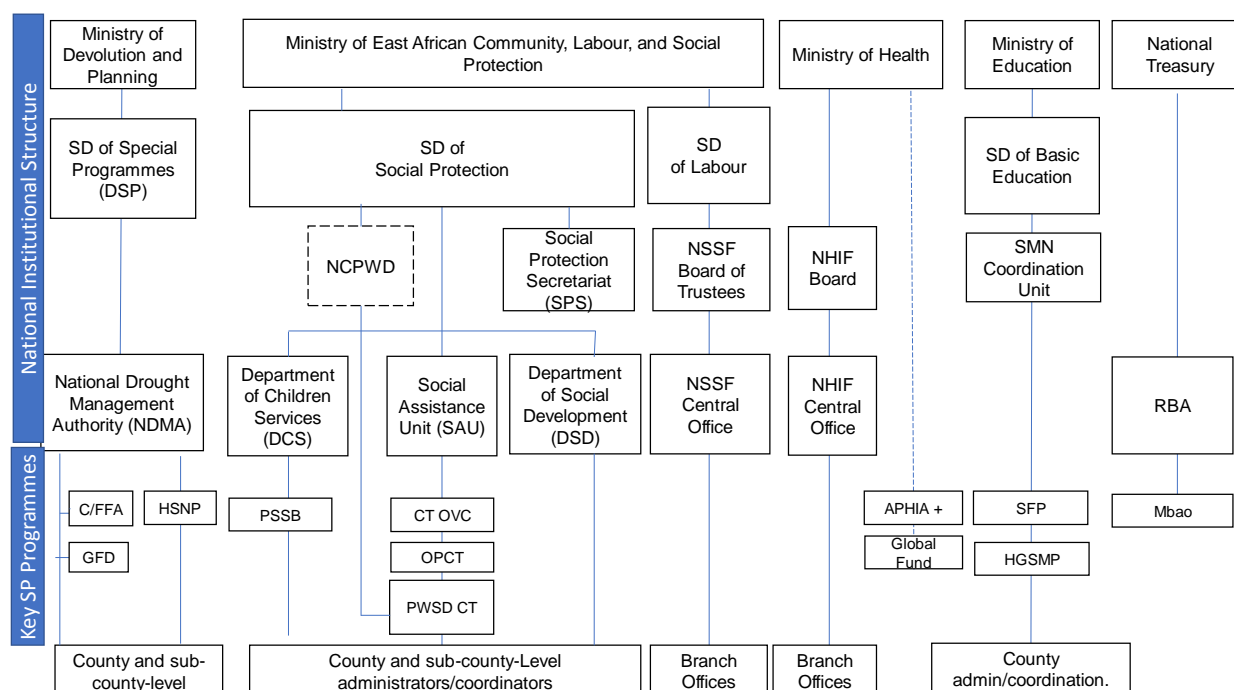 National Institutional Structure
Key SP Programmes
Ministry of
Devolution and
Planning
Ministry of East African Community, Labour, and Social
Protection
Ministry of Health
Ministry of
Education
National
Treasury
SD of Special
Programmes
(DSP)
SD of
Social Protection
SD
of Labour
SD of Basic
Education
NCPWD
Social
Protection
Secretariat
(SPS)
NSSF
Board of
Trustees
NHIF
Board
SMN
Coordination
Unit
National Drought
Management
Authority (NDMA)
Department
of Children
Services
(DCS)
Social
Assistance
Unit (SAU)
Department
of Social
Development
(DSD)
NSSF
Central
Office
NHIF
Central
Office
RBA
C/FFA
HSNP
PSSB
CT OVC
APHIA +
SFP
Mbao
GFD
OPCT
Global
Fund
HGSMP
PWSD CT
County and sub-
county-level
County and sub-county-Level
administrators/coordinators
Branch
Offices
Branch
Offices
County
admin/coordination.